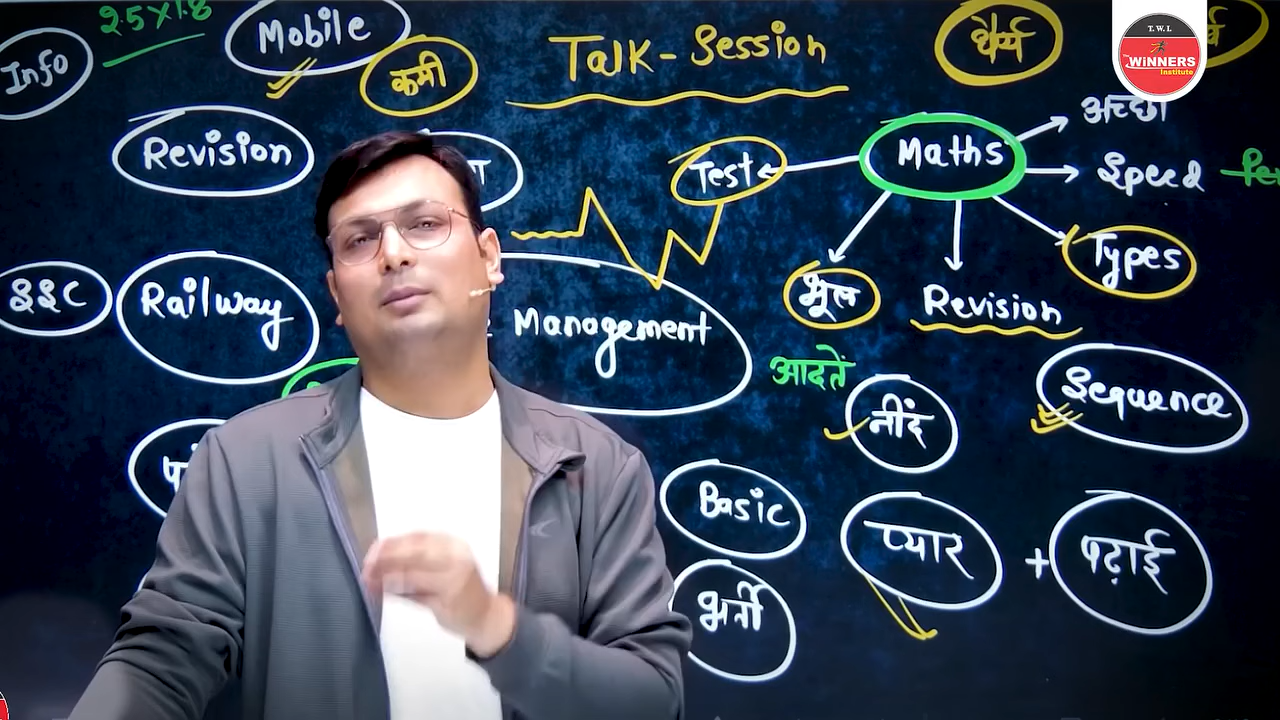 2.5×1.8
Mobile
Info
कमी
Talk-Session
धैर्य
T.W.I.
The WiNNERS
Institute
Revision
Test
Maths
अच्छा
Speed
Types
भूल
Revision
SSC
Railway
Management
आदतें
नींद
Sequence
Basic
प्यार
+
पढ़ाई
भर्ती